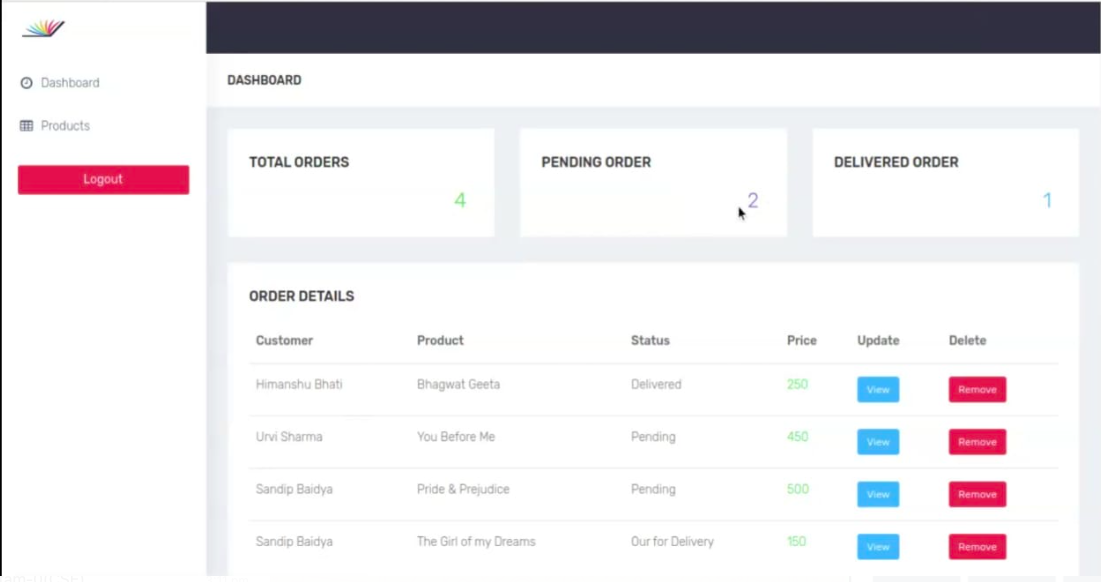 Dashboard
Products
Logout
DASHBOARD
TOTAL ORDERS
4
PENDING ORDER
2
DELIVERED ORDER
1
ORDER DETAILS
Customer Product Status Price Update Delete
Himanshu Bhati Bhagwat Geeta Delivered 250 View Remove
Urvi Sharma You Before Me Pending 450 View Remove
Sandip Baidya Pride & Prejudice Pending 500 View Remove
Sandip Baidya The Girl of my Dreams Our for Delivery 150 View Remove